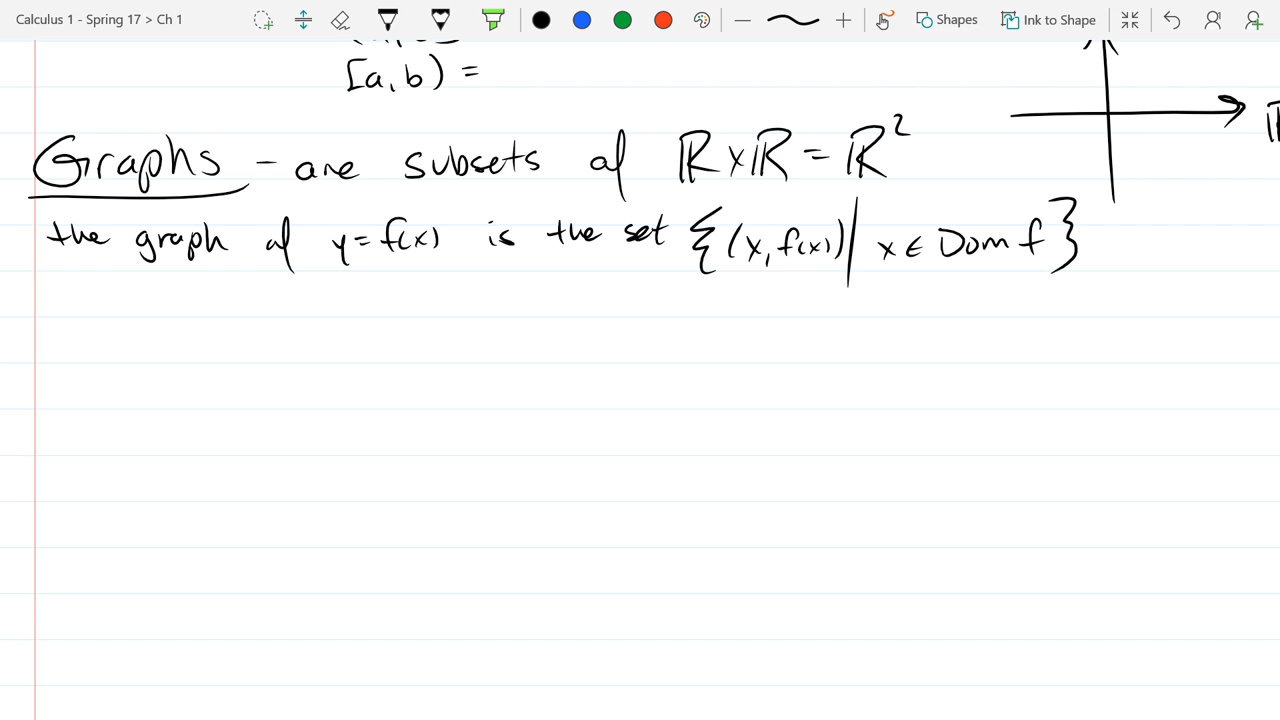 Calculus 1 - Spring 17 > Ch 1 Shapes Ink to Shape
[a, b) =
Graphs - are subsets of ℝ×ℝ = ℝ²
the graph of y = f(x) is the set {(x, f(x)) | x ∈ Dom f}